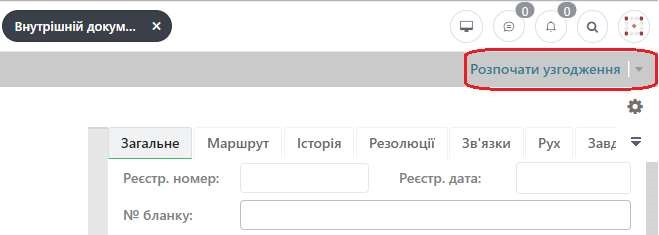 Внутрішній докум...
0 0
Розпочати узгодження
Загальне Маршрут Історія Резолюції Зв'язки Рух Завд
Реєстр. номер: Реєстр. дата:
№ бланку: